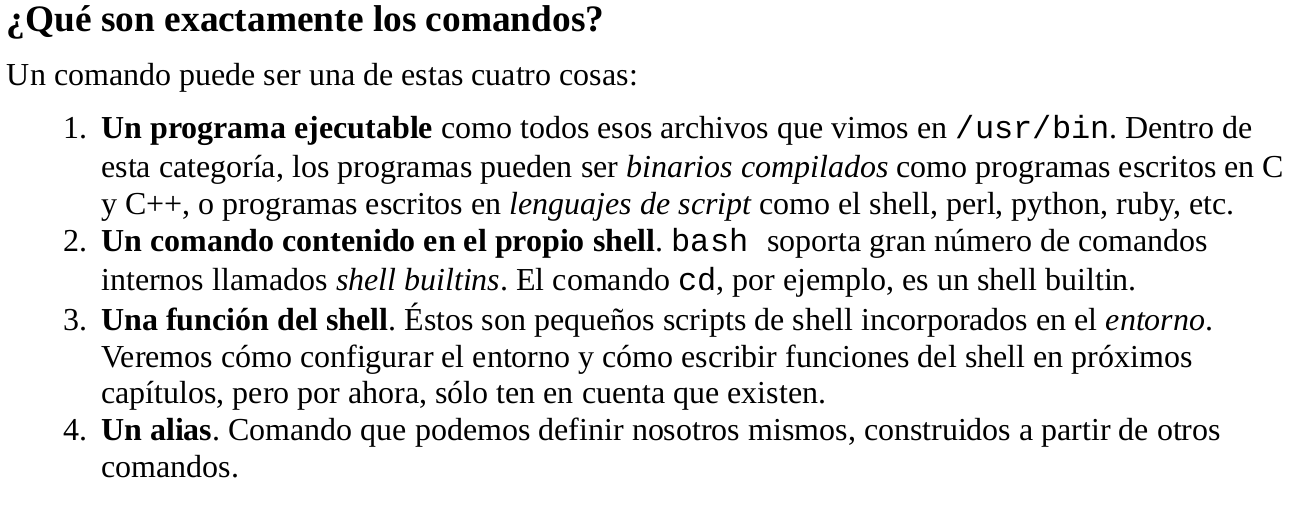 ¿Qué son exactamente los comandos?
Un comando puede ser una de estas cuatro cosas:
1. Un programa ejecutable como todos esos archivos que vimos en /usr/bin. Dentro de
esta categoría, los programas pueden ser binarios compilados como programas escritos en C
y C++, o programas escritos en lenguajes de script como el shell, perl, python, ruby, etc.
2. Un comando contenido en el propio shell. bash soporta gran número de comandos
internos llamados shell builtins. El comando cd, por ejemplo, es un shell builtin.
3. Una función del shell. Éstos son pequeños scripts de shell incorporados en el entorno.
Veremos cómo configurar el entorno y cómo escribir funciones del shell en próximos
capítulos, pero por ahora, sólo ten en cuenta que existen.
4. Un alias. Comando que podemos definir nosotros mismos, construidos a partir de otros
comandos.